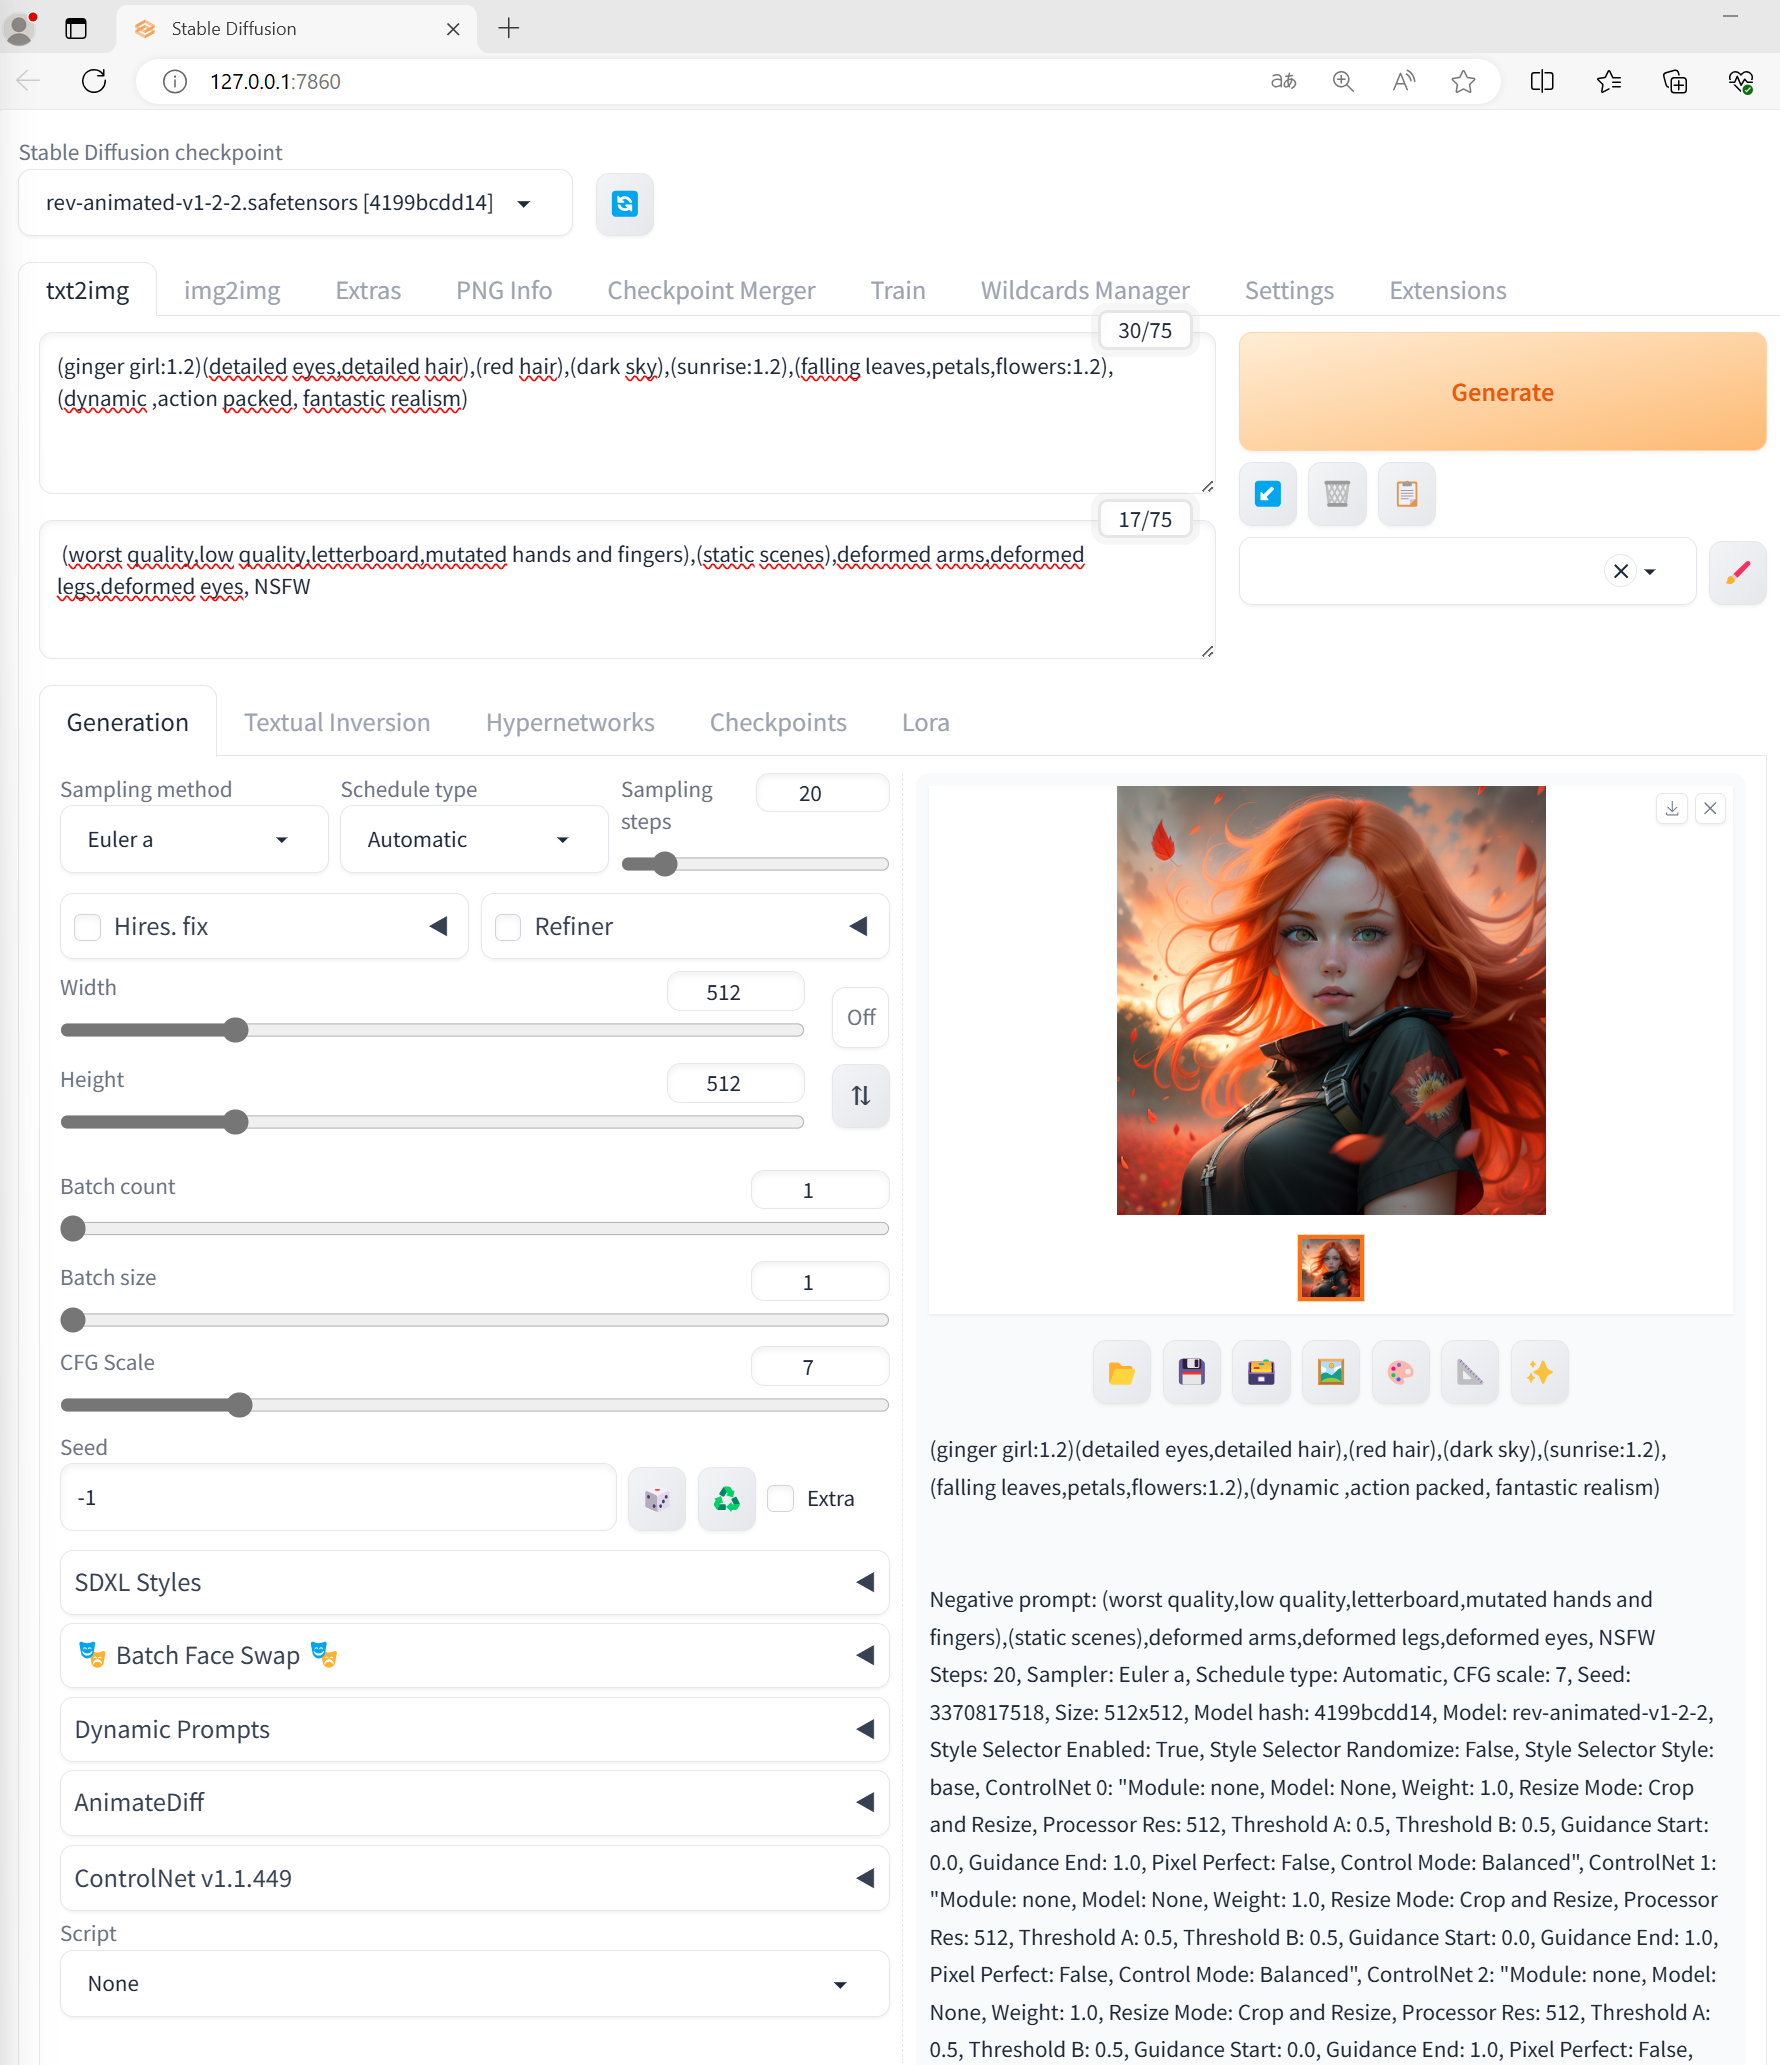 Stable Diffusion
127.0.0.1:7860
aあ
Stable Diffusion checkpoint
rev-animated-v1-2-2.safetensors [4199bcdd14]
txt2img img2img Extras PNG Info Checkpoint Merger Train Wildcards Manager Settings Extensions
30/75
(ginger girl:1.2)(detailed eyes,detailed hair),(red hair),(dark sky),(sunrise:1.2),(falling leaves,petals,flowers:1.2),
(dynamic ,action packed, fantastic realism)
Generate
17/75
(worst quality,low quality,letterboard,mutated hands and fingers),(static scenes),deformed arms,deformed
legs,deformed eyes, NSFW
Generation Textual Inversion Hypernetworks Checkpoints Lora
Sampling method
Euler a
Schedule type
Automatic
Sampling
steps
20
Hires. fix
Refiner
Width
512
Off
Height
512
Batch count
1
Batch size
1
CFG Scale
7
Seed
-1
Extra
SDXL Styles
Batch Face Swap
Dynamic Prompts
AnimateDiff
ControlNet v1.1.449
Script
None
(ginger girl:1.2)(detailed eyes,detailed hair),(red hair),(dark sky),(sunrise:1.2),
(falling leaves,petals,flowers:1.2),(dynamic ,action packed, fantastic realism)
Negative prompt: (worst quality,low quality,letterboard,mutated hands and
fingers),(static scenes),deformed arms,deformed legs,deformed eyes, NSFW
Steps: 20, Sampler: Euler a, Schedule type: Automatic, CFG scale: 7, Seed:
3370817518, Size: 512x512, Model hash: 4199bcdd14, Model: rev-animated-v1-2-2,
Style Selector Enabled: True, Style Selector Randomize: False, Style Selector Style:
base, ControlNet 0: "Module: none, Model: None, Weight: 1.0, Resize Mode: Crop
and Resize, Processor Res: 512, Threshold A: 0.5, Threshold B: 0.5, Guidance Start:
0.0, Guidance End: 1.0, Pixel Perfect: False, Control Mode: Balanced", ControlNet 1:
"Module: none, Model: None, Weight: 1.0, Resize Mode: Crop and Resize, Processor
Res: 512, Threshold A: 0.5, Threshold B: 0.5, Guidance Start: 0.0, Guidance End: 1.0,
Pixel Perfect: False, Control Mode: Balanced", ControlNet 2: "Module: none, Model:
None, Weight: 1.0, Resize Mode: Crop and Resize, Processor Res: 512, Threshold A:
0.5, Threshold B: 0.5, Guidance Start: 0.0, Guidance End: 1.0, Pixel Perfect: False,